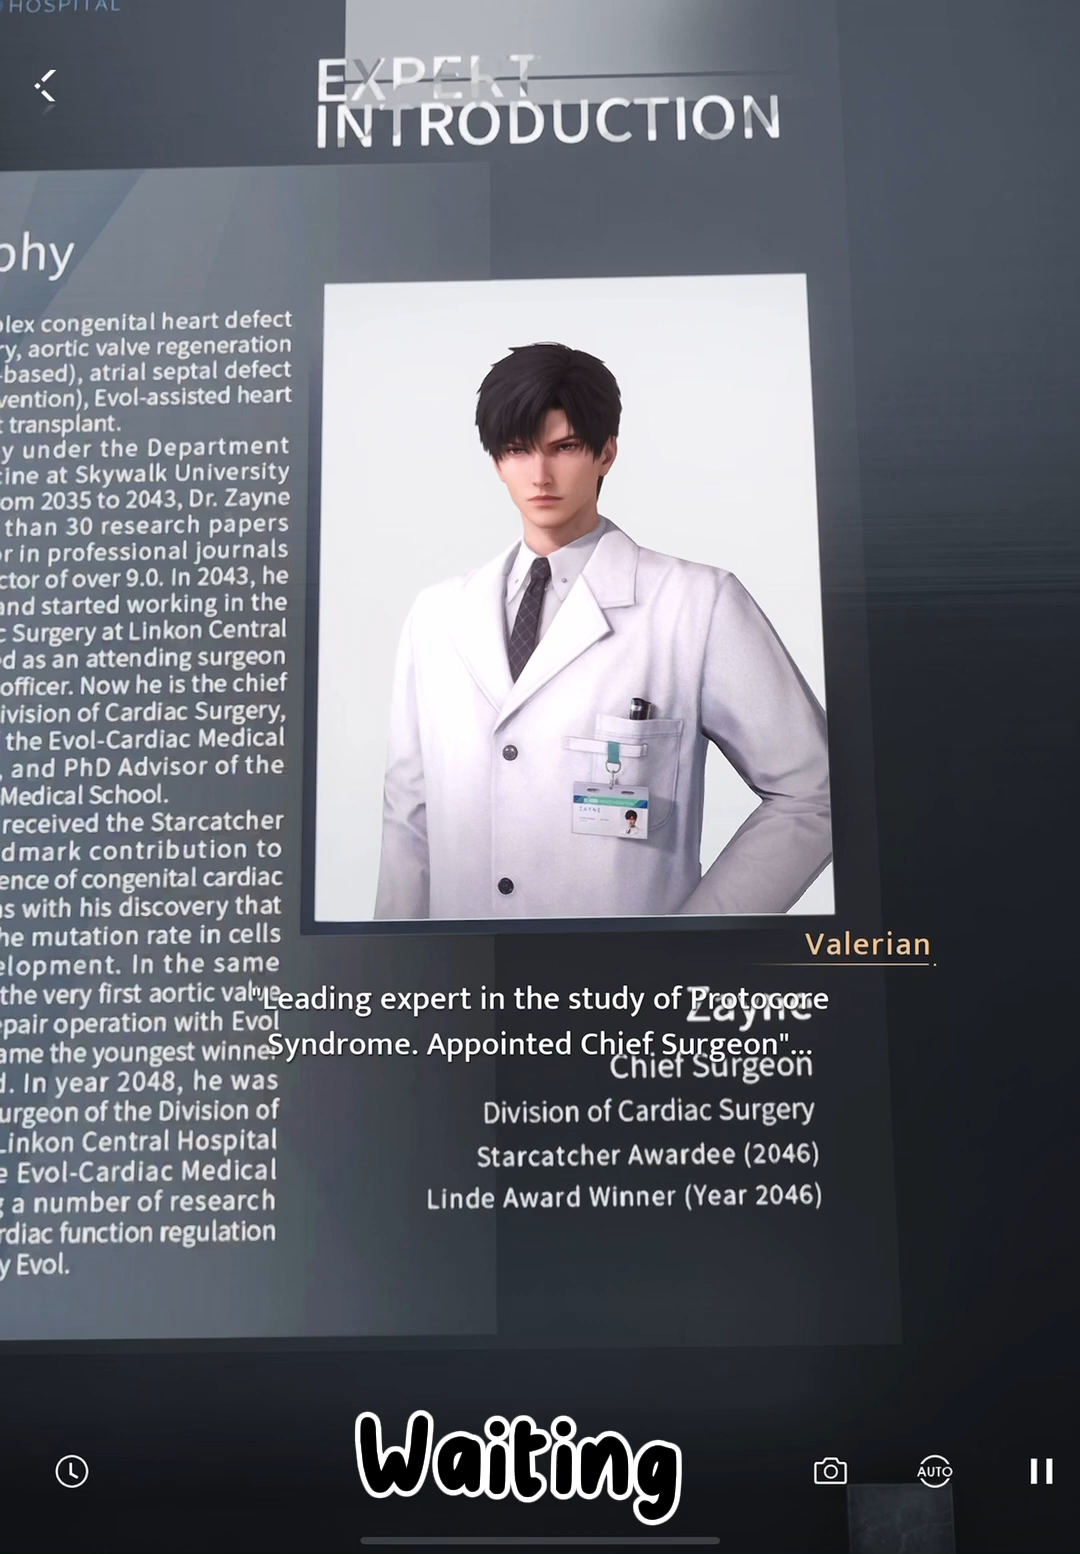 HOSPITAL
EXPERT
INTRODUCTION
phy
plex congenital heart defect
ry, aortic valve regeneration
-based), atrial septal defect
vention), Evol-assisted heart
t transplant.
y under the Department
cine at Skywalk University
om 2035 to 2043, Dr. Zayne
than 30 research papers
or in professional journals
ctor of over 9.0. In 2043, he
and started working in the
c Surgery at Linkon Central
d as an attending surgeon
officer. Now he is the chief
ivision of Cardiac Surgery,
the Evol-Cardiac Medical
, and PhD Advisor of the
Medical School.
received the Starcatcher
dmark contribution to
ence of congenital cardiac
as with his discovery that
he mutation rate in cells
elopment. In the same
the very first aortic valve
epair operation with Evol
ame the youngest winner
d. In year 2048, he was
urgeon of the Division of
Linkon Central Hospital
e Evol-Cardiac Medical
g a number of research
rdiac function regulation
y Evol.
ZAYNE
Valerian
"Leading expert in the study of Protocore
Syndrome. Appointed Chief Surgeon"...
Zayne
Chief Surgeon
Division of Cardiac Surgery
Starcatcher Awardee (2046)
Linde Award Winner (Year 2046)
Waiting
AUTO